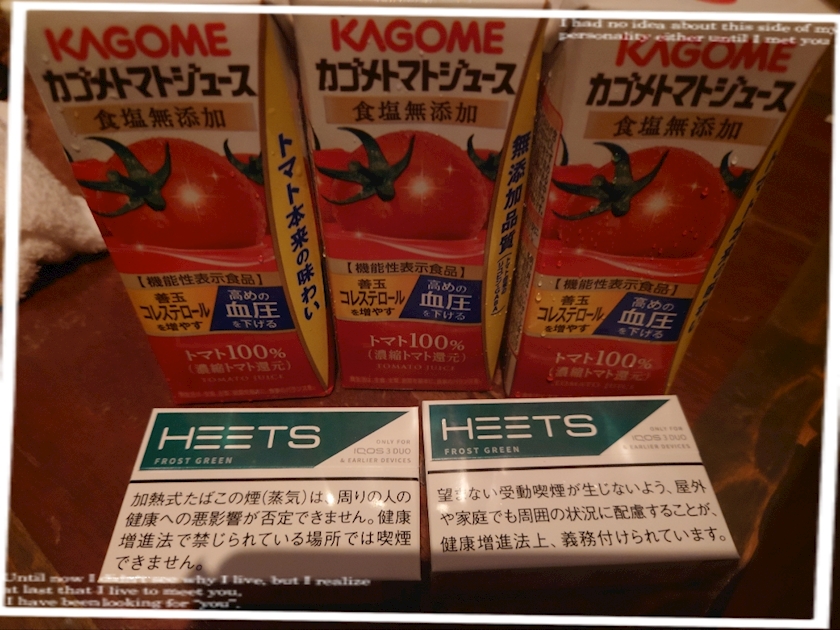 I had no idea about this side of my
personality either until I met you
KAGOME
カゴメトマトジュース
食塩無添加
トマト本来の味わい
【機能性表示食品】
善玉
コレステロール
を増やす
高めの
血圧
を下げる
トマト100%
(濃縮トマト還元)
TOMATO JUICE
KAGOME
カゴメトマトジュース
食塩無添加
無添加品質
【機能性表示食品】
善玉
コレステロール
を増やす
高めの
血圧
を下げる
トマト100%
(濃縮トマト還元)
TOMATO JUICE
KAGOME
カゴメトマトジュース
食塩無添加
【機能性表示食品】
善玉
コレステロール
を増やす
高めの
血圧
を下げる
トマト100%
(濃縮トマト還元)
TOMATO JUICE
HEETS
FROST GREEN
ONLY FOR
IQOS 3 DUO
& EARLIER DEVICES
加熱式たばこの煙(蒸気)は、周りの人の
健康への悪影響が否定できません。健康
増進法で禁じられている場所では喫煙
できません。
HEETS
FROST GREEN
ONLY FOR
IQOS 3 DUO
& EARLIER DEVICES
望まない受動喫煙が生じないよう、屋外
や家庭でも周囲の状況に配慮することが、
健康増進法上、義務付けられています。
Until now I didn't see why I live, but I realize
at last that I live to meet you,
I have been looking for "you".